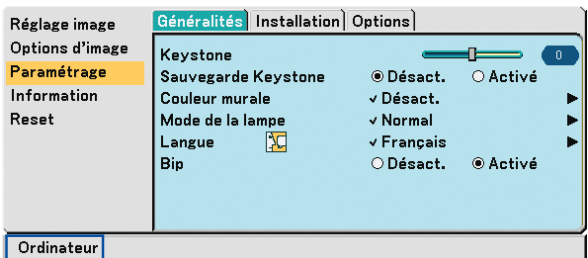 Réglage image
Options d'image
Paramétrage
Information
Reset
Généralités Installation Options
Keystone 0
Sauvegarde Keystone Désact. Activé
Couleur murale Désact.
Mode de la lampe Normal
Langue Français
Bip Désact. Activé
Ordinateur